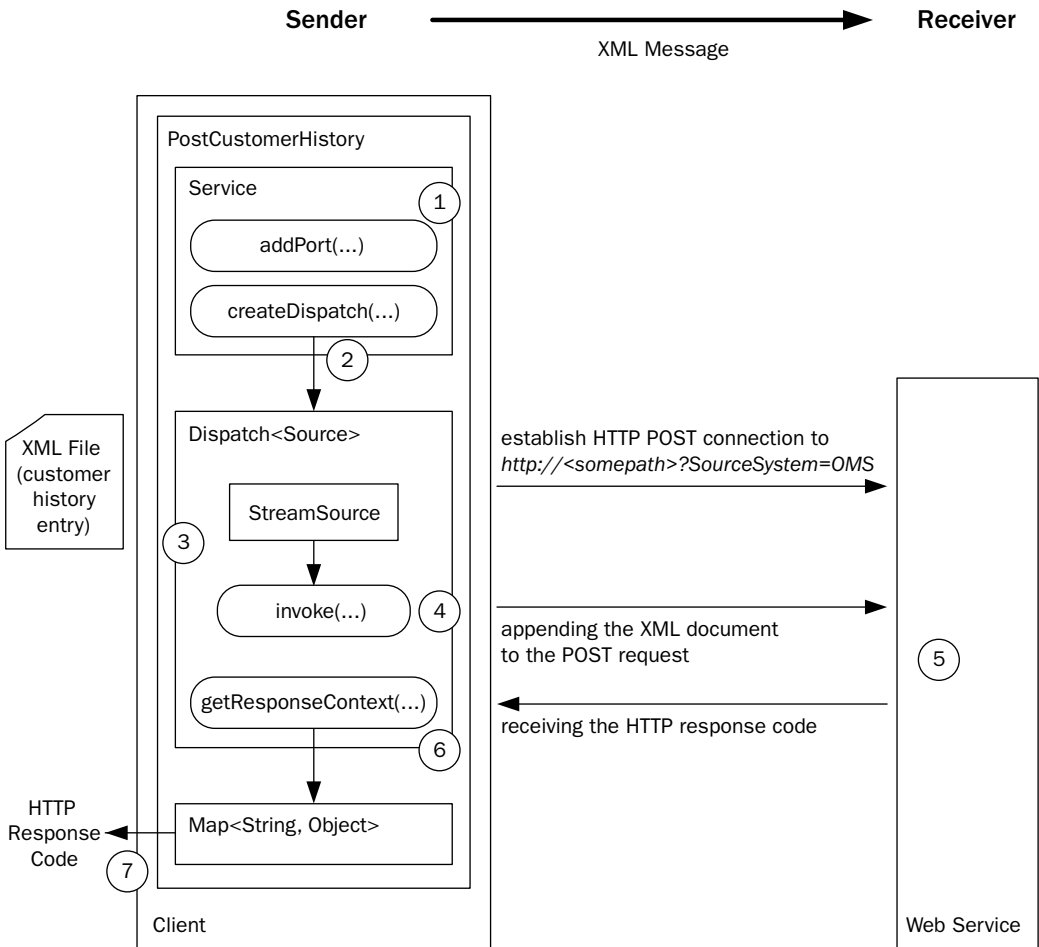 Sender
Receiver
XML Message
PostCustomerHistory
Service
1
addPort(...)
createDispatch(...)
2
XML File
(customer
history
entry)
Dispatch<Source>
establish HTTP POST connection to
http://<somepath>?SourceSystem=OMS
StreamSource
3
invoke(...)
4
appending the XML document
to the POST request
5
getResponseContext(...)
receiving the HTTP response code
6
HTTP
Response
Code
Map<String, Object>
7
Client
Web Service